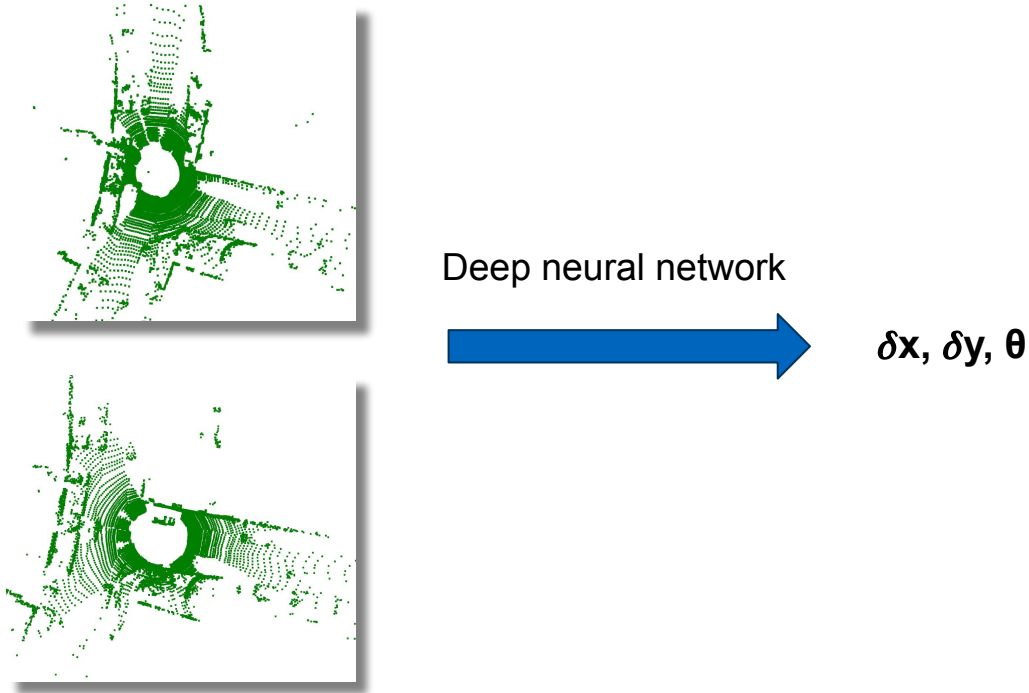 Deep neural network
δx, δy, θ